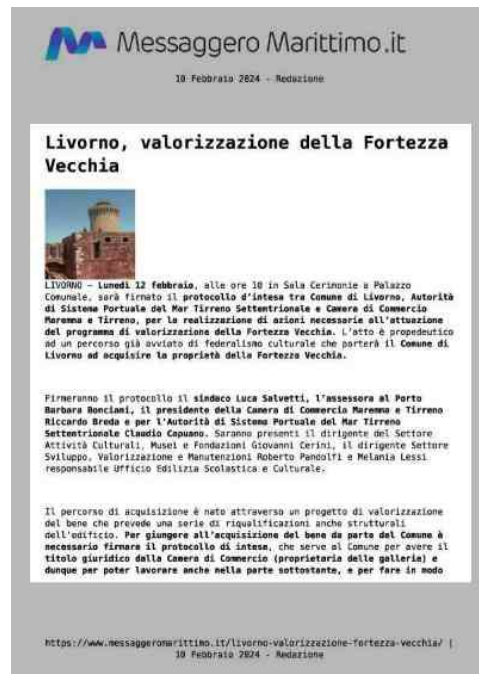 Messaggero Marittimo.it
10 Febbraio 2024 - Redazione
Livorno, valorizzazione della Fortezza
Vecchia
LIVORNO – Lunedì 12 febbraio, alle ore 10 in Sala Cerimonie a Palazzo
Comunale, sarà firmato il protocollo d'intesa tra Comune di Livorno, Autorità
di Sistema Portuale del Mar Tirreno Settentrionale e Camera di Commercio
Maremma e Tirreno, per la realizzazione di azioni necessarie all'attuazione
del programma di valorizzazione della Fortezza Vecchia. L'atto è propedeutico
ad un percorso già avviato di federalismo culturale che porterà il Comune di
Livorno ad acquisire la proprietà della Fortezza Vecchia.
Firmeranno il protocollo il sindaco Luca Salvetti, l'assessora al Porto
Barbara Bonciani, il presidente della Camera di Commercio Maremma e Tirreno
Riccardo Breda e per l'Autorità di Sistema Portuale del Mar Tirreno
Settentrionale Claudio Capuano. Saranno presenti il dirigente del Settore
Attività Culturali, Musei e Fondazioni Giovanni Cerini, il dirigente Settore
Sviluppo, Valorizzazione e Manutenzioni Roberto Pandolfi e Melania Lessi
responsabile Ufficio Edilizia Scolastica e Culturale.
Il percorso di acquisizione è nato attraverso un progetto di valorizzazione
del bene che prevede una serie di riqualificazioni anche strutturali
dell'edificio. Per giungere all'acquisizione del bene da parte del Comune è
necessario firmare il protocollo di intesa, che serve al Comune per avere il
titolo giuridico dalla Camera di Commercio (proprietaria delle galleria) e
dunque per poter lavorare anche nella parte sottostante, e per fare in modo
https://www.messaggeromarittimo.it/livorno-valorizzazione-fortezza-vecchia/ |
10 Febbraio 2024 - Redazione